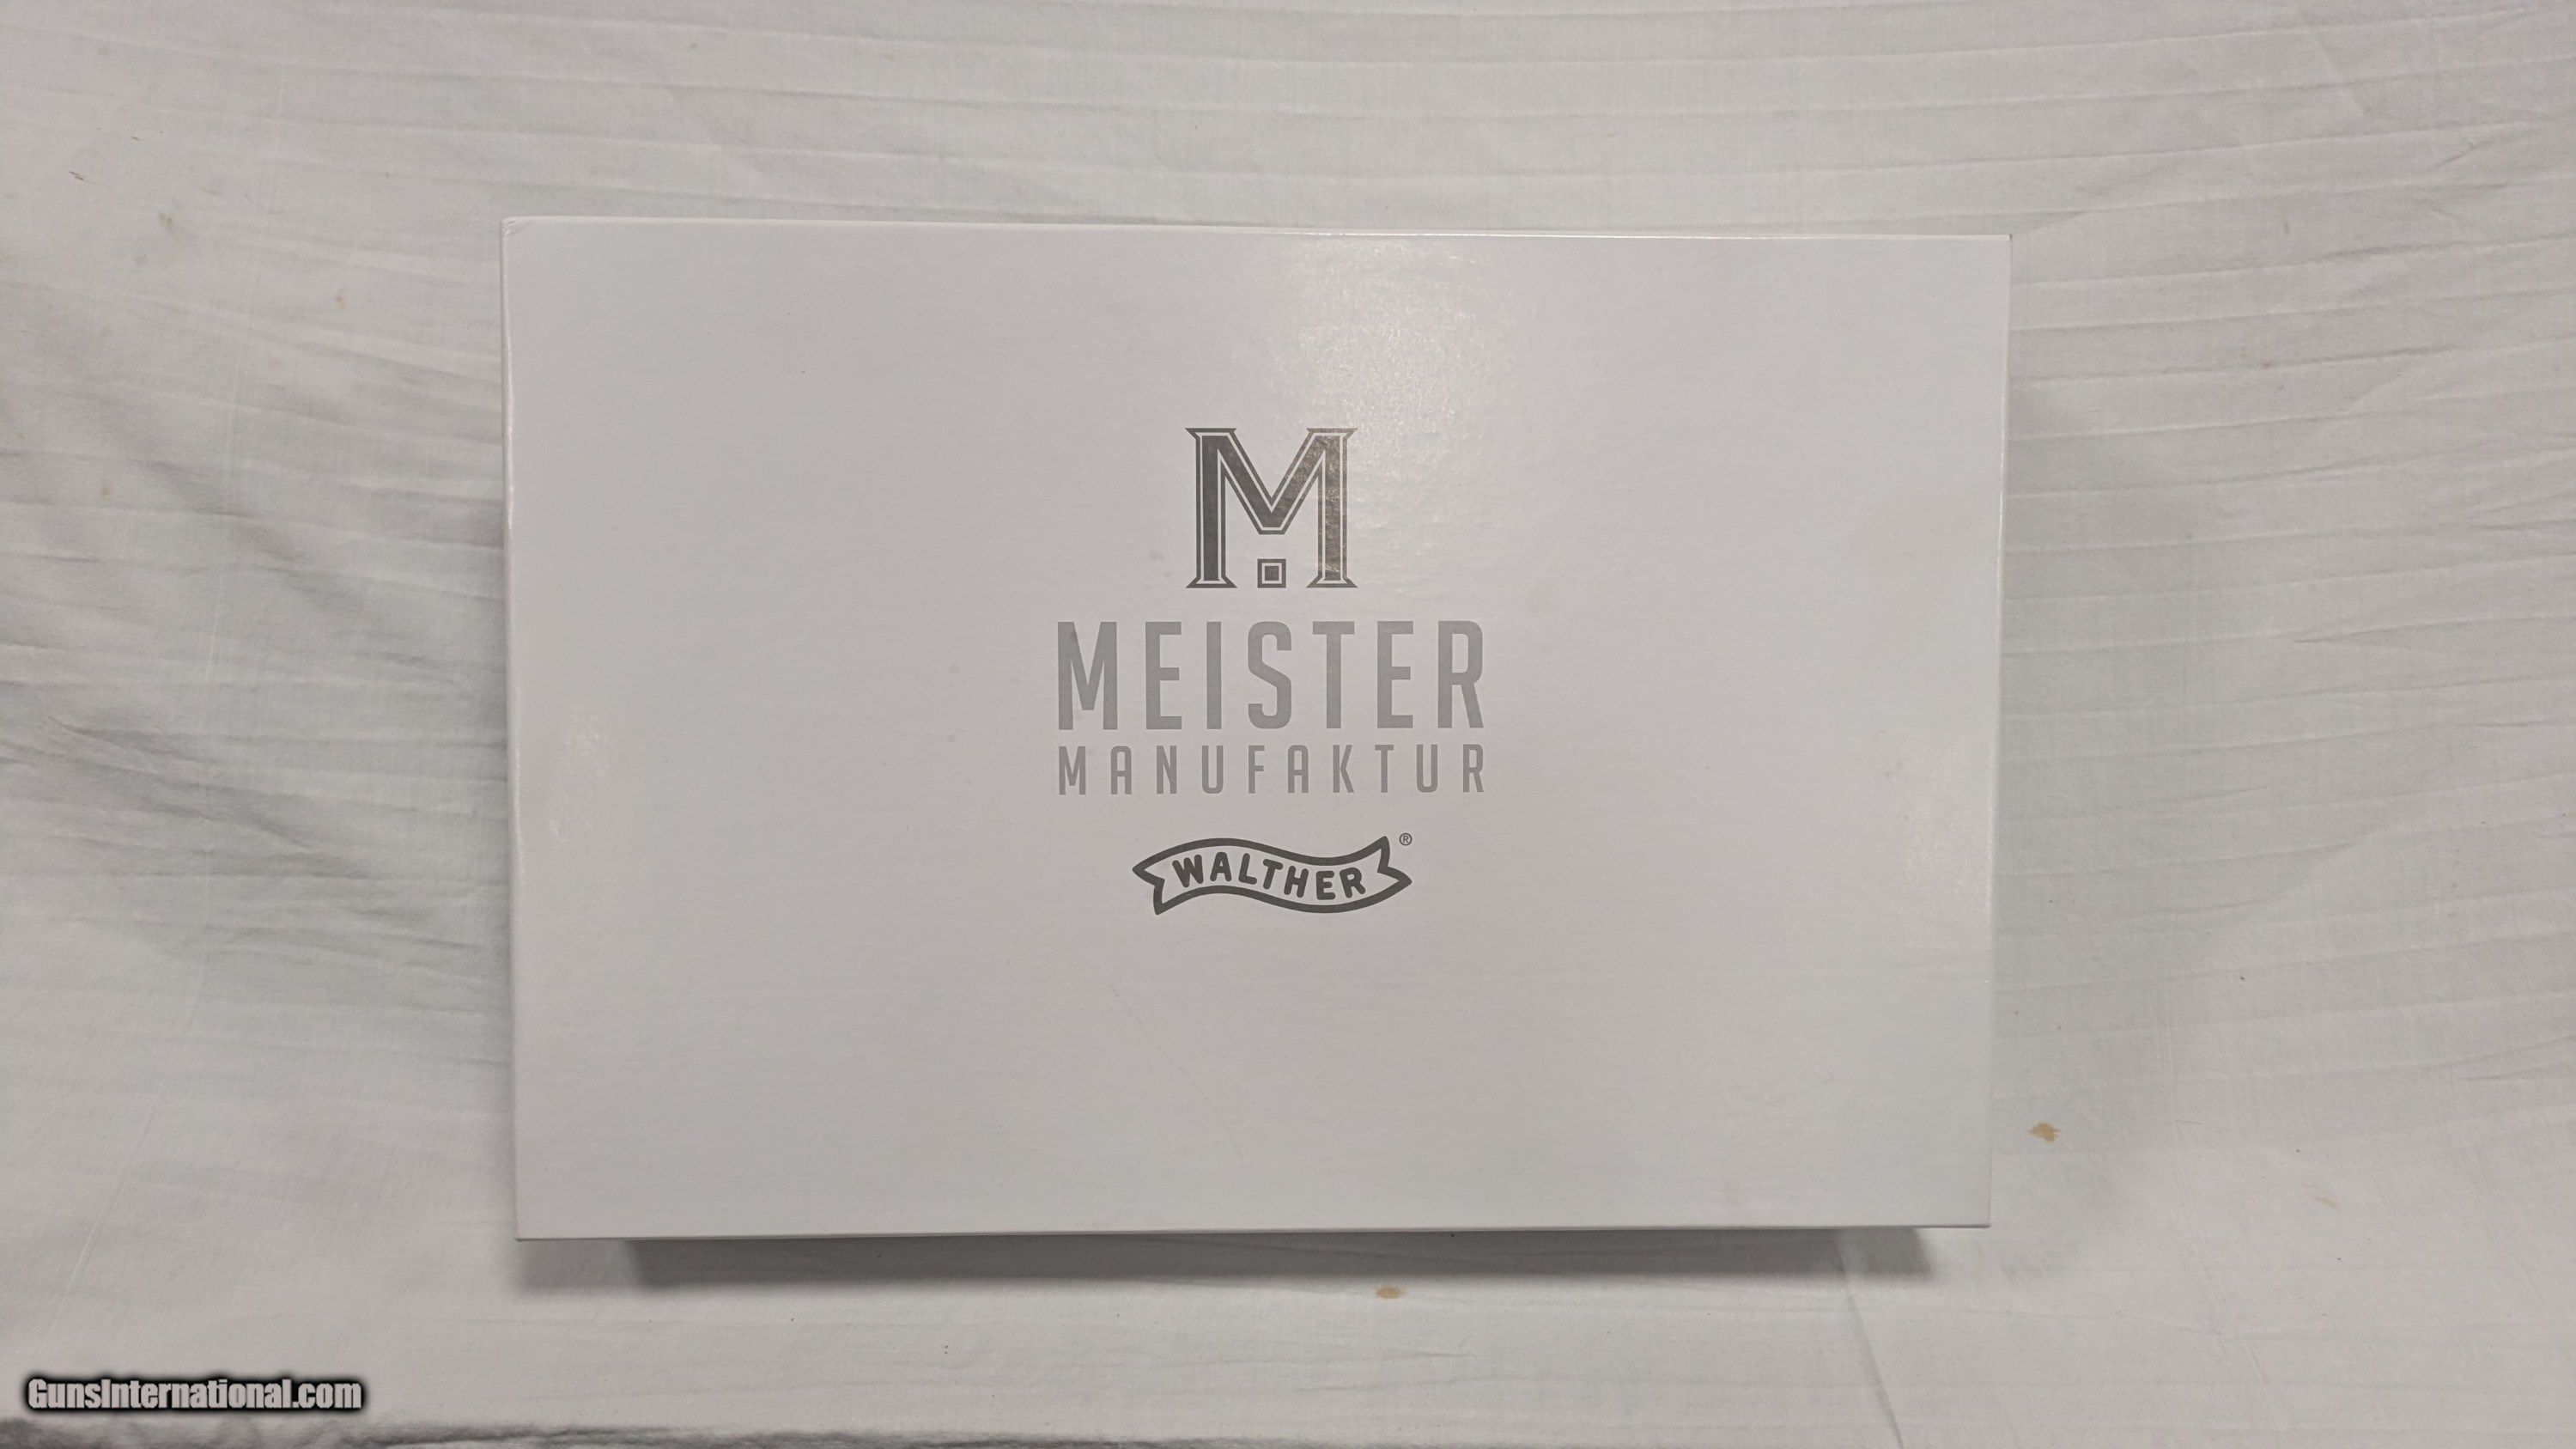 M
MEISTER
MANUFAKTUR
WALTHER®
GunsInternational.com